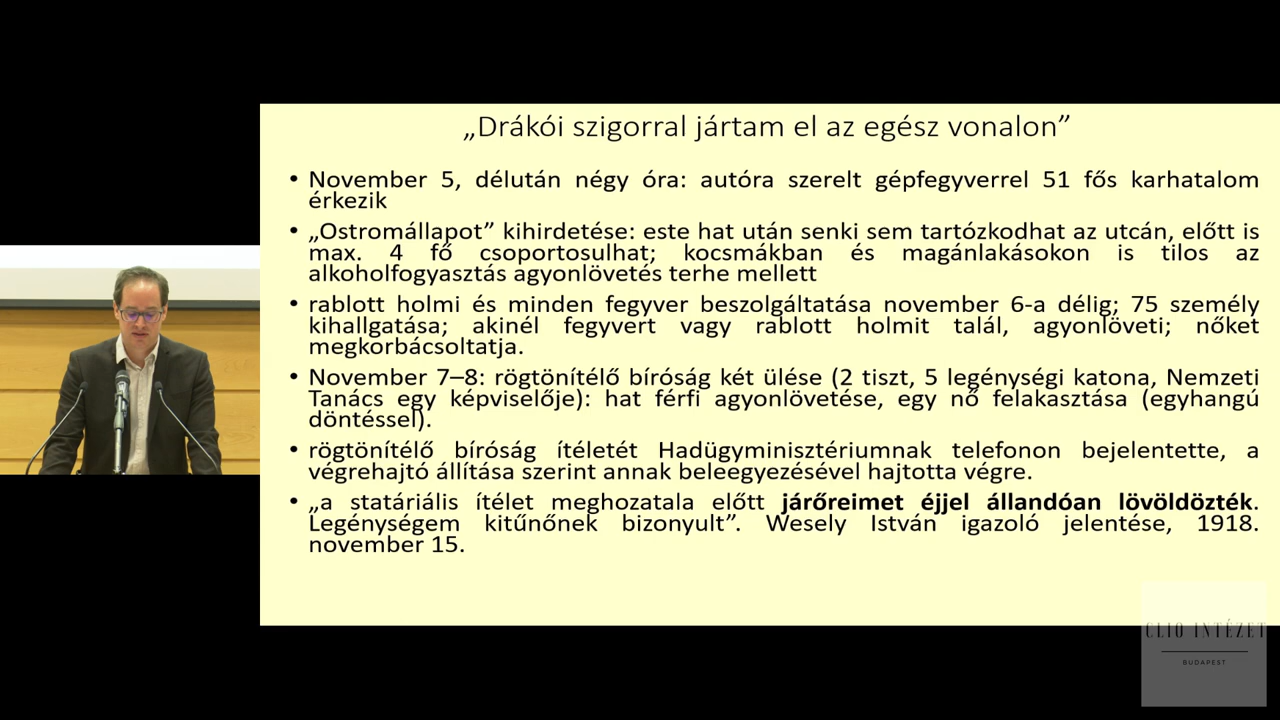 „Drákói szigorral jártam el az egész vonalon”
• November 5, délután négy óra: autóra szerelt gépfegyverrel 51 fős karhatalom
érkezik
• „Ostromállapot” kihirdetése: este hat után senki sem tartózkodhat az utcán, előtt is
max. 4 fő csoportosulhat; kocsmákban és magánlakásokon is tilos az
alkoholfogyasztás agyonlövetés terhe mellett
• rablott holmi és minden fegyver beszolgáltatása november 6-a délig; 75 személy
kihallgatása; akinél fegyvert vagy rablott holmit talál, agyonlöveti; nőket
megkorbácsoltatja.
• November 7–8: rögtönítélő bíróság két ülése (2 tiszt, 5 legénységi katona, Nemzeti
Tanács egy képviselője): hat férfi agyonlövetése, egy nő felakasztása (egyhangú
döntéssel).
• rögtönítélő bíróság ítéletét Hadügyminisztériumnak telefonon bejelentette, a
végrehajtó állítása szerint annak beleegyezésével hajtotta végre.
• „a statáriális ítélet meghozatala előtt járőreimet éjjel állandóan lövöldözték.
Legénységem kitűnőnek bizonyult”. Wesely István igazoló jelentése, 1918.
november 15.
CLIO INTÉZET
BUDAPEST